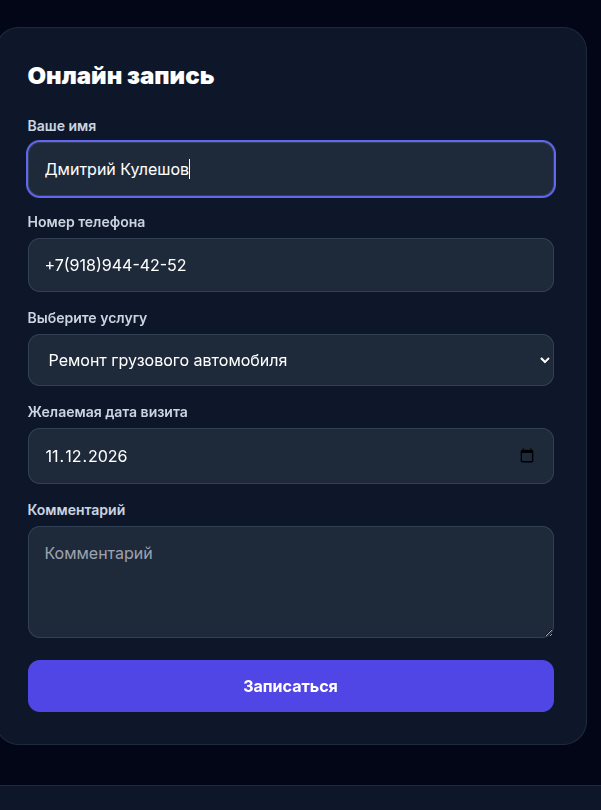 Онлайн запись
Ваше имя
Дмитрий Кулешов
Номер телефона
+7(918)944-42-52
Выберите услугу
Ремонт грузового автомобиля
Желаемая дата визита
11.12.2026
Комментарий
Комментарий
Записаться